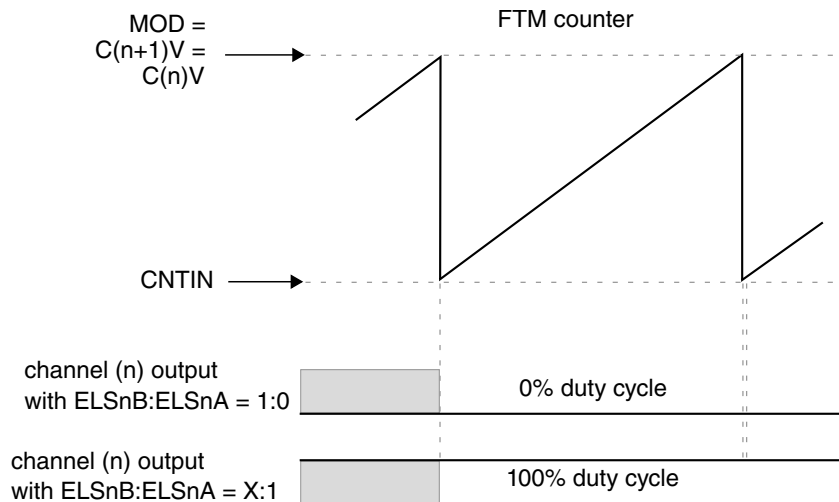 MOD =
C(n+1)V =
C(n)V
FTM counter
CNTIN
channel (n) output
with ELSnB:ELSnA = 1:0
0% duty cycle
channel (n) output
with ELSnB:ELSnA = X:1
100% duty cycle